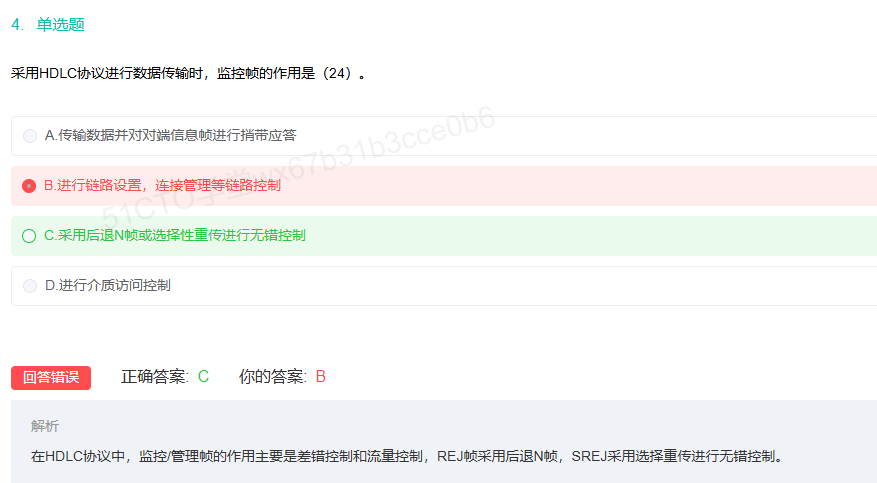 4. 单选题
采用HDLC协议进行数据传输时，监控帧的作用是（24）。
A.传输数据并对对端信息帧进行捎带应答
B.进行链路设置，连接管理等链路控制
C.采用后退N帧或选择性重传进行无错控制
D.进行介质访问控制
51CTO学堂wx67b31b3cce0b6
回答错误 正确答案: C 你的答案: B
解析
在HDLC协议中，监控/管理帧的作用主要是差错控制和流量控制，REJ帧采用后退N帧，SREJ采用选择重传进行无错控制。